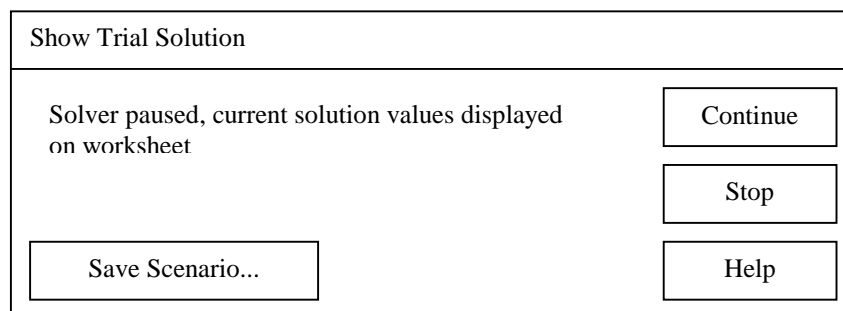 Show Trial Solution
Solver paused, current solution values displayed
on worksheet
Continue
Stop
Save Scenario...
Help